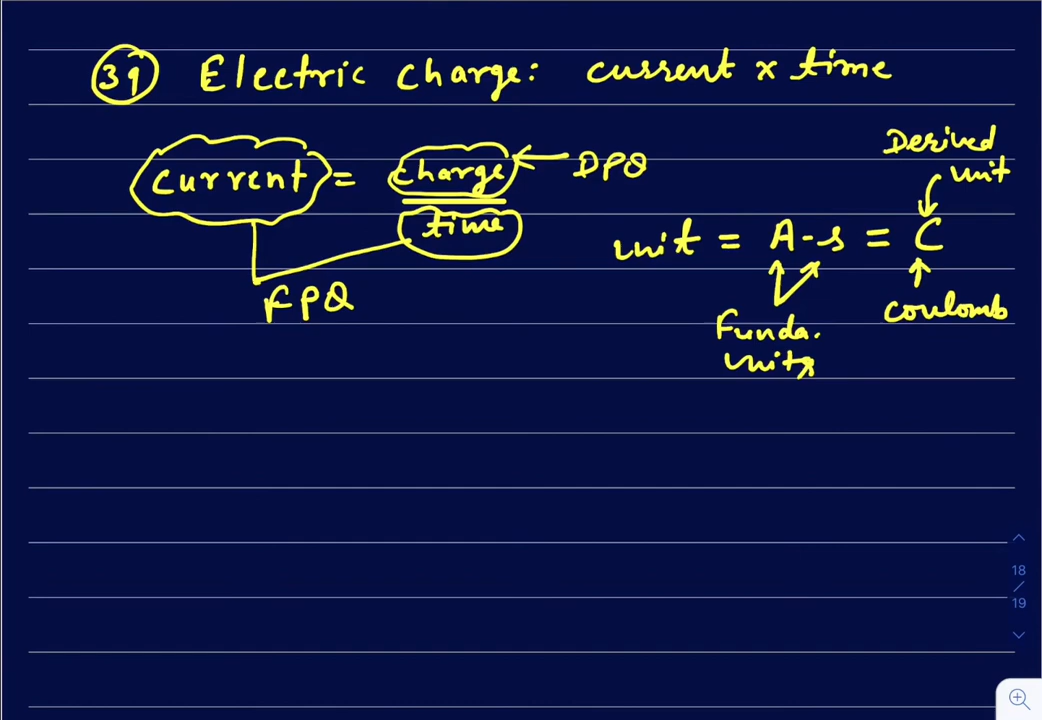 39 Electric charge: current x time
current = charge ← DPQ
time
FPQ
Derived unit
unit = A-s = C
Funda. units
coulomb
18
/
19